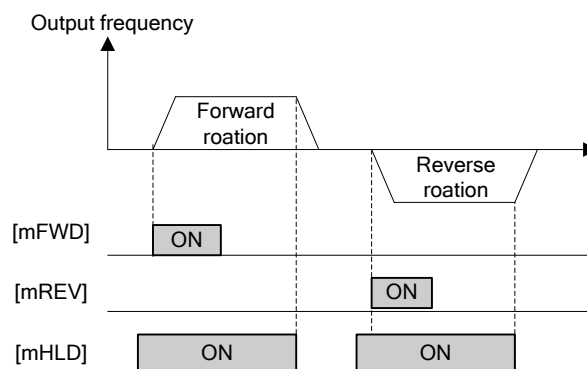 Output frequency
Forward
roation
Reverse
roation
[mFWD]
ON
[mREV]
ON
[mHLD]
ON
ON